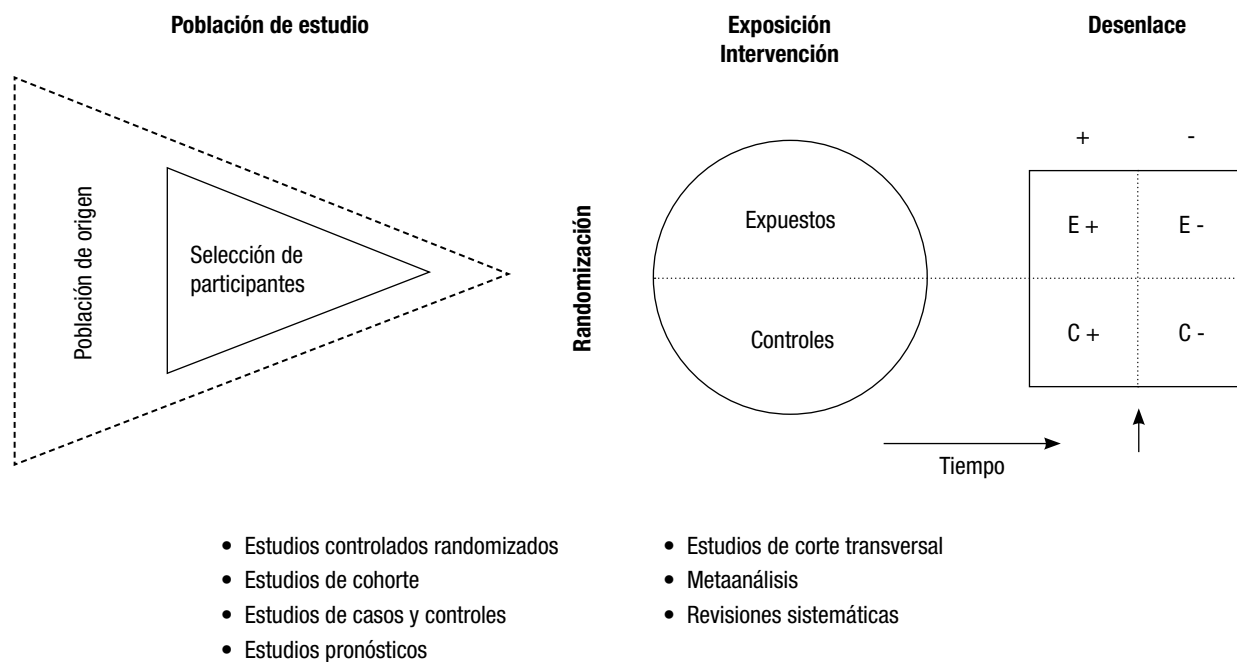 Población de estudio
Exposición
Intervención
Desenlace
Población de origen
Selección de
participantes
Randomización
Expuestos
Controles
+ -
E + E -
C + C -
Tiempo
• Estudios controlados randomizados
• Estudios de cohorte
• Estudios de casos y controles
• Estudios pronósticos
• Estudios de corte transversal
• Metaanálisis
• Revisiones sistemáticas